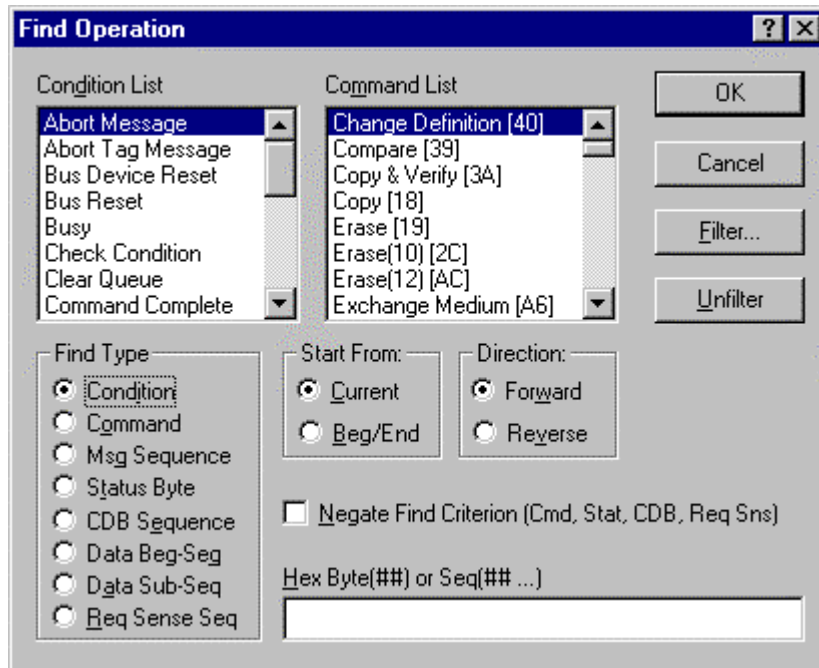 Find Operation
Condition List
Abort Message
Abort Tag Message
Bus Device Reset
Bus Reset
Busy
Check Condition
Clear Queue
Command Complete
Command List
Change Definition [40]
Compare [39]
Copy & Verify [3A]
Copy [18]
Erase [19]
Erase(10) [2C]
Erase(12) [AC]
Exchange Medium [A6]
OK
Cancel
Filter...
Unfilter
Find Type
Condition
Command
Msg Sequence
Status Byte
CDB Sequence
Data Beg-Seg
Data Sub-Seq
Req Sense Seq
Start From:
Current
Beg/End
Direction:
Forward
Reverse
Negate Find Criterion (Cmd, Stat, CDB, Req Sns)
Hex Byte(##) or Seq(## ...)